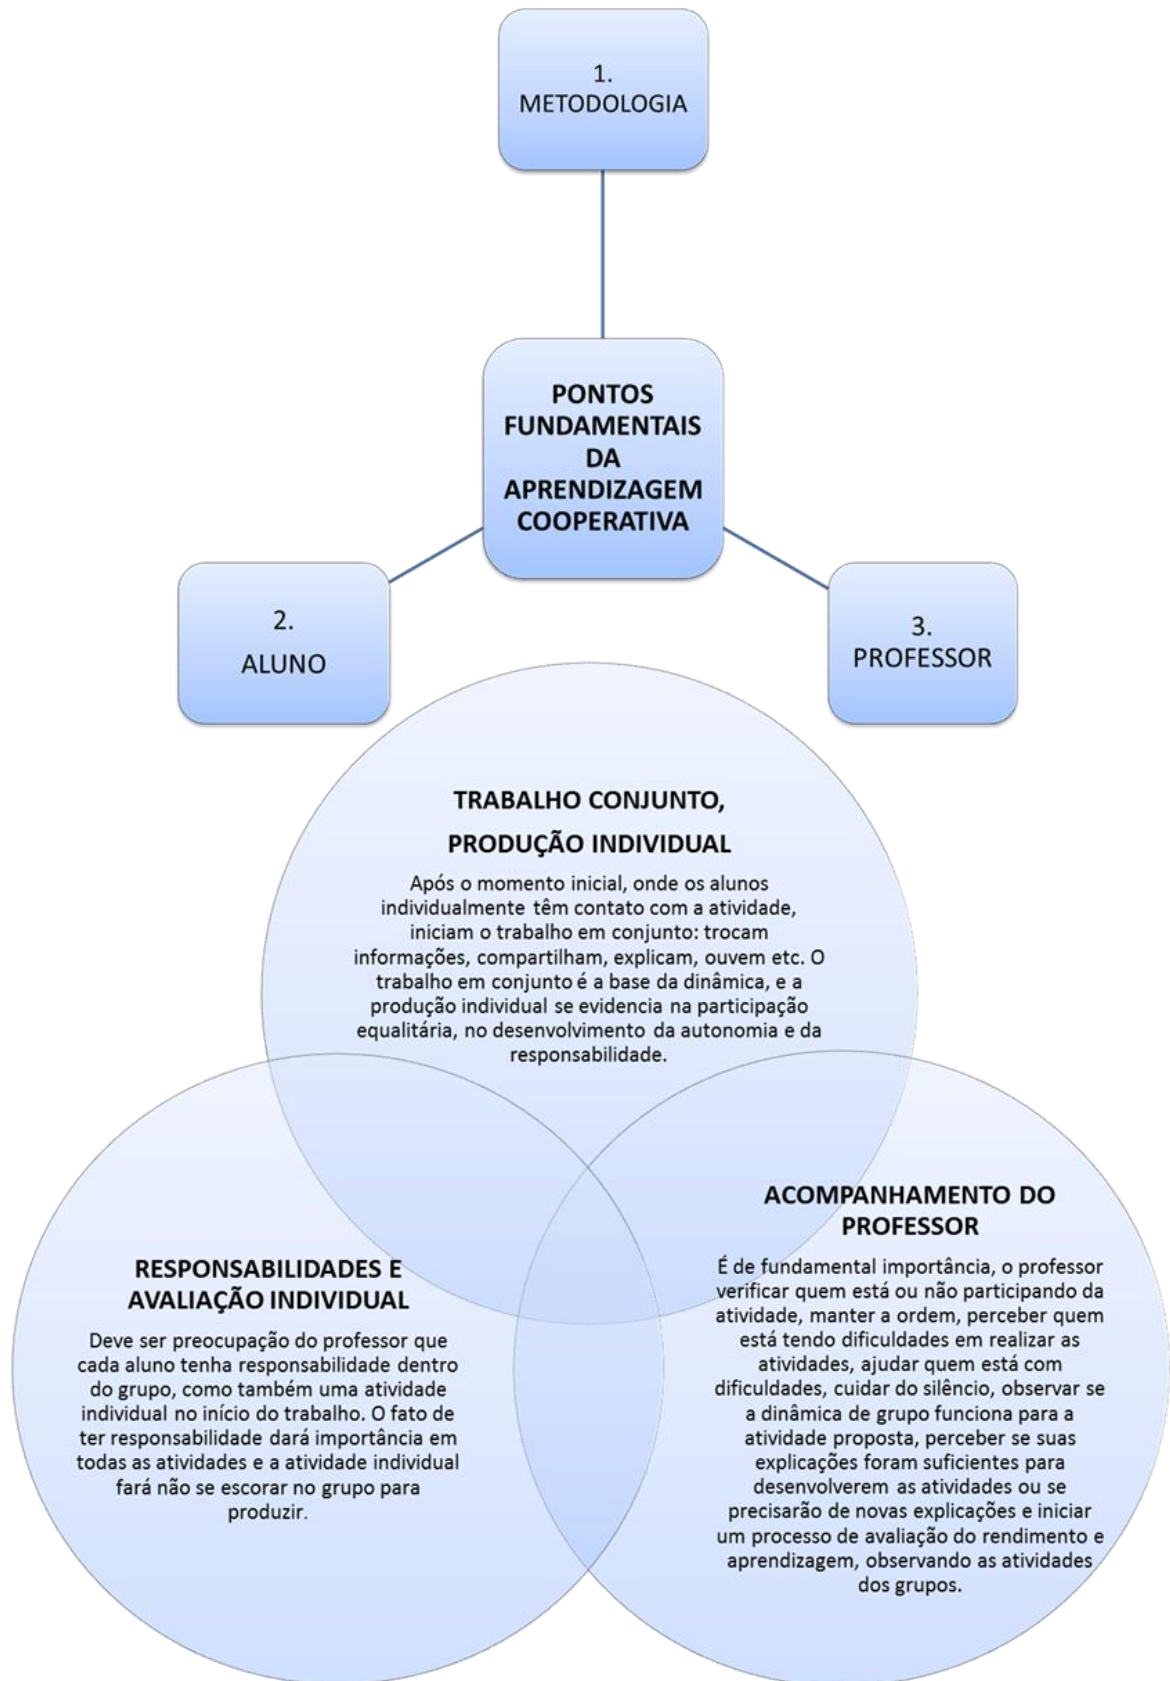 1.
METODOLOGIA
PONTOS
FUNDAMENTAIS
DA
APRENDIZAGEM
COOPERATIVA
2.
ALUNO
3.
PROFESSOR
TRABALHO CONJUNTO,
PRODUÇÃO INDIVIDUAL
Após o momento inicial, onde os alunos
individualmente têm contato com a atividade,
iniciam o trabalho em conjunto: trocam
informações, compartilham, explicam, ouvem etc. O
trabalho em conjunto é a base da dinâmica, e a
produção individual se evidencia na participação
equalitária, no desenvolvimento da autonomia e da
responsabilidade.
RESPONSABILIDADES E
AVALIAÇÃO INDIVIDUAL
Deve ser preocupação do professor que
cada aluno tenha responsabilidade dentro
do grupo, como também uma atividade
individual no início do trabalho. O fato de
ter responsabilidade dará importância em
todas as atividades e a atividade individual
fará não se escorar no grupo para
produzir.
ACOMPANHAMENTO DO
PROFESSOR
É de fundamental importância, o professor
verificar quem está ou não participando da
atividade, manter a ordem, perceber quem
está tendo dificuldades em realizar as
atividades, ajudar quem está com
dificuldades, cuidar do silêncio, observar se
a dinâmica de grupo funciona para a
atividade proposta, perceber se suas
explicações foram suficientes para
desenvolverem as atividades ou se
precisarão de novas explicações e iniciar
um processo de avaliação do rendimento e
aprendizagem, observando as atividades
dos grupos.